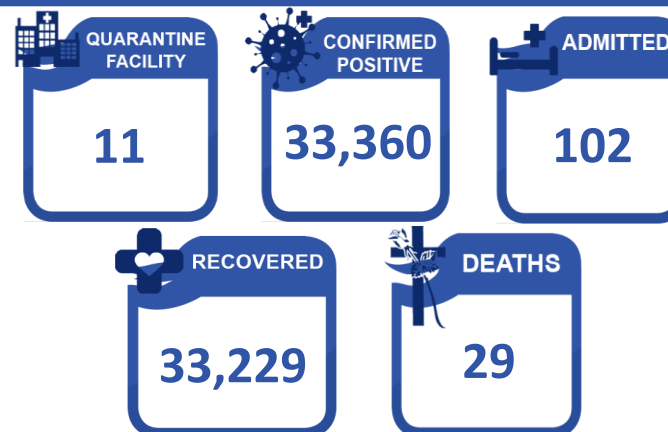 QUARANTINE
FACILITY
11
CONFIRMED
POSITIVE
33,360
ADMITTED
102
RECOVERED
33,229
DEATHS
29